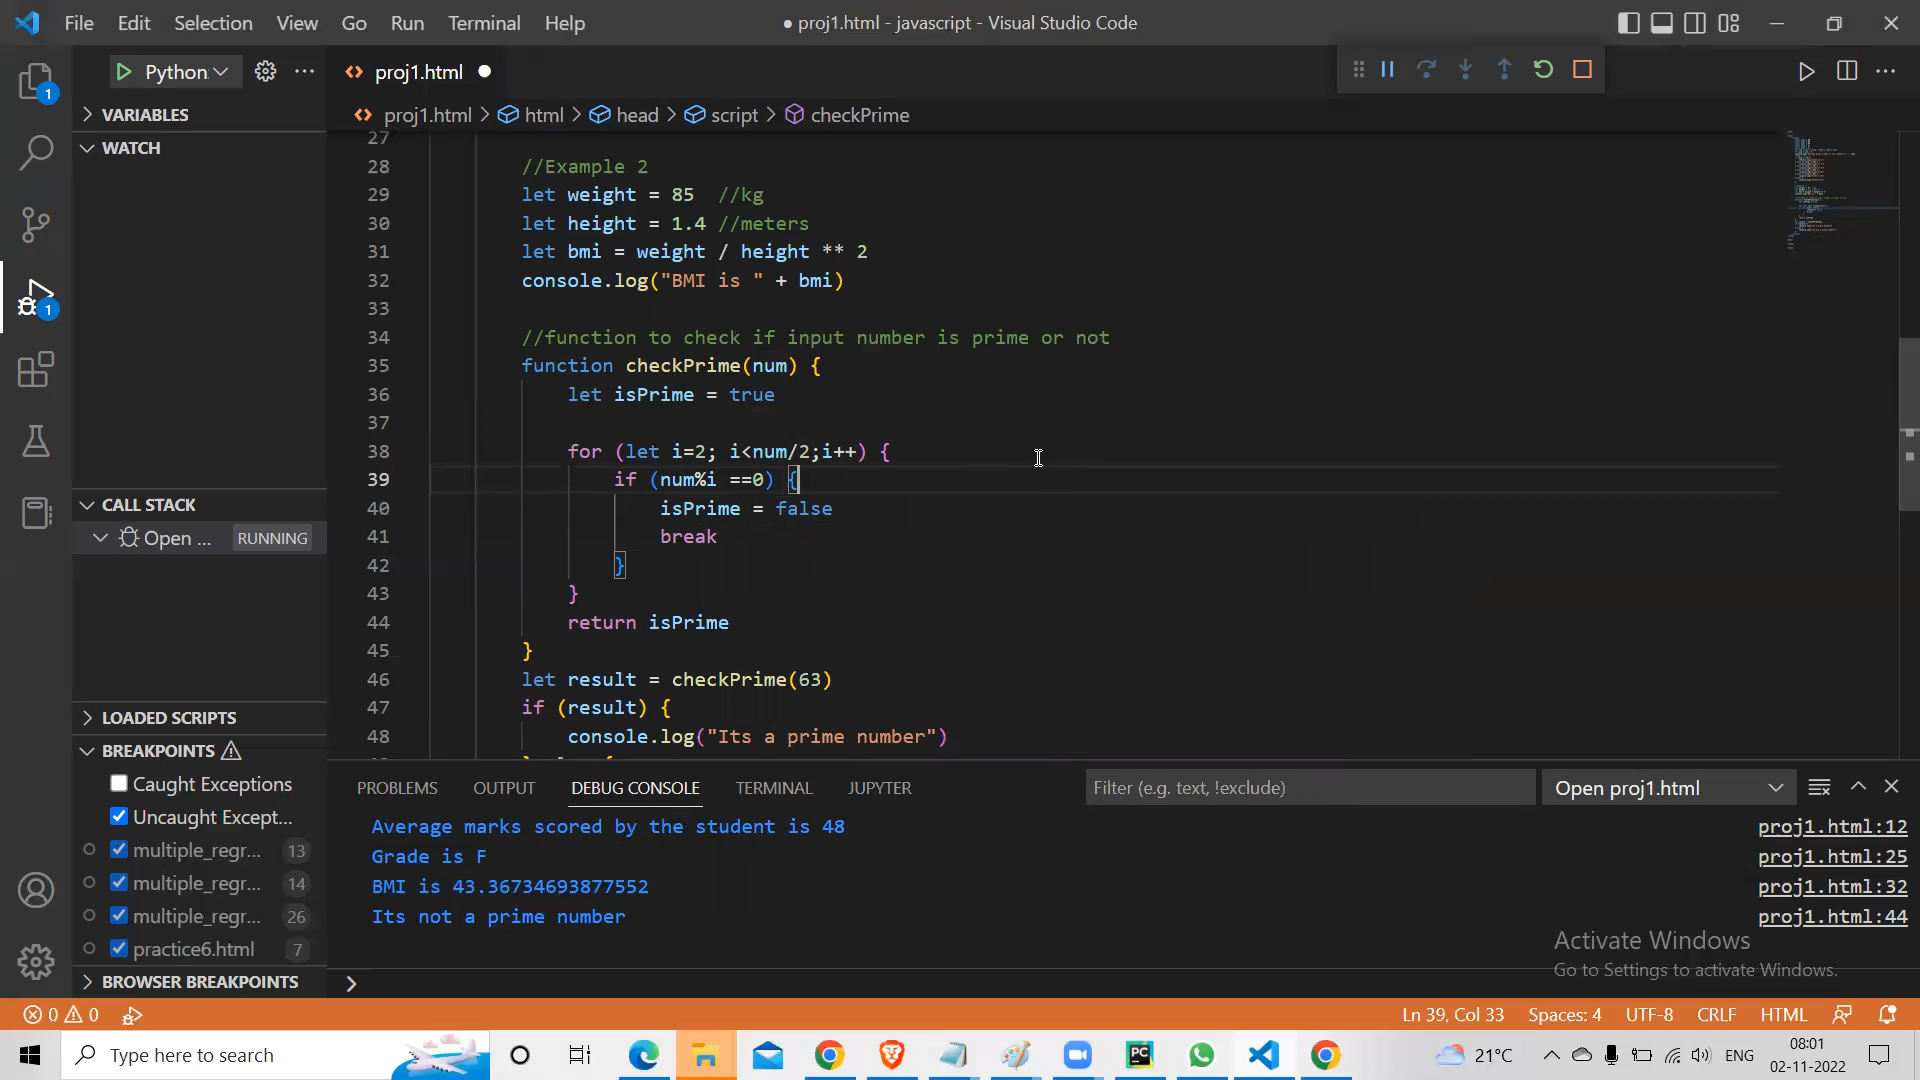 File Edit Selection View Go Run Terminal Help
● proj1.html - javascript - Visual Studio Code
Python
proj1.html ●
proj1.html > html > head > script > checkPrime
VARIABLES
WATCH
CALL STACK
Open ... RUNNING
LOADED SCRIPTS
BREAKPOINTS
Caught Exceptions
Uncaught Except...
multiple_regr... 13
multiple_regr... 14
multiple_regr... 26
practice6.html 7
BROWSER BREAKPOINTS
1
1
27
28 //Example 2
29 let weight = 85  //kg
30 let height = 1.4 //meters
31 let bmi = weight / height ** 2
32 console.log("BMI is " + bmi)
33
34 //function to check if input number is prime or not
35 function checkPrime(num) {
36 let isPrime = true
37
38 for (let i=2; i<num/2;i++) {
39 if (num%i ==0) {
40 isPrime = false
41 break
42 }
43 }
44 return isPrime
45 }
46 let result = checkPrime(63)
47 if (result) {
48 console.log("Its a prime number")
PROBLEMS OUTPUT DEBUG CONSOLE TERMINAL JUPYTER
Filter (e.g. text, !exclude)
Open proj1.html
Average marks scored by the student is 48 proj1.html:12
Grade is F proj1.html:25
BMI is 43.36734693877552 proj1.html:32
Its not a prime number proj1.html:44
Activate Windows
Go to Settings to activate Windows.
0 0
Ln 39, Col 33 Spaces: 4 UTF-8 CRLF HTML
Type here to search
21°C ENG
08:01
02-11-2022